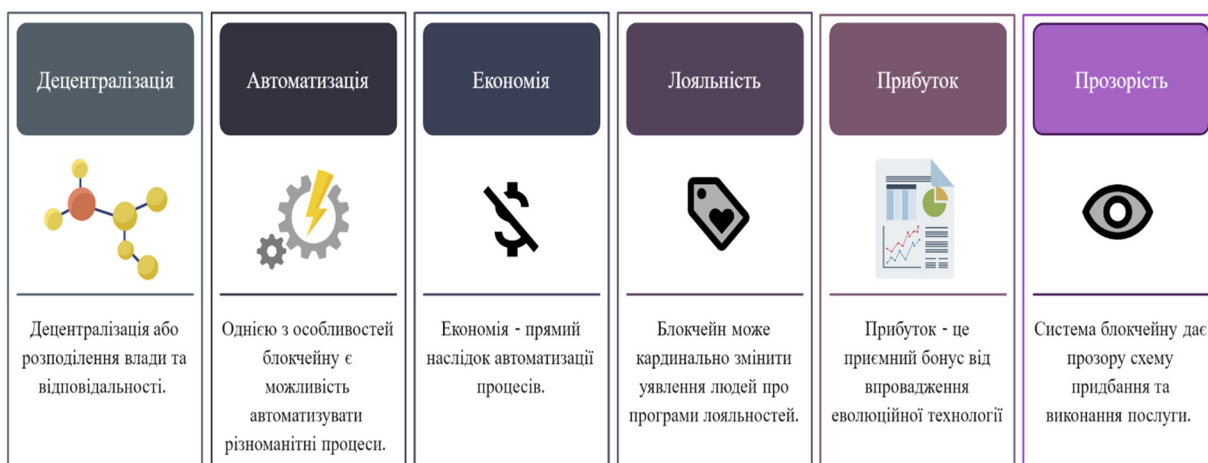 Децентралізація
Децентралізація або
розподілення влади та
відповідальності.
Автоматизація
Однією з особливостей
блокчейну є
можливість
автоматизувати
різноманітні процеси.
Економія
Економія - прямий
наслідок автоматизації
процесів.
Лояльність
Блокчейн може
кардинально змінити
уявлення людей про
програми лояльностей.
Прибуток
Прибуток - це
приємний бонус від
впровадження
еволюційної технології
Прозорість
Система блокчейну дає
прозору схему
придбання та
виконання послуги.